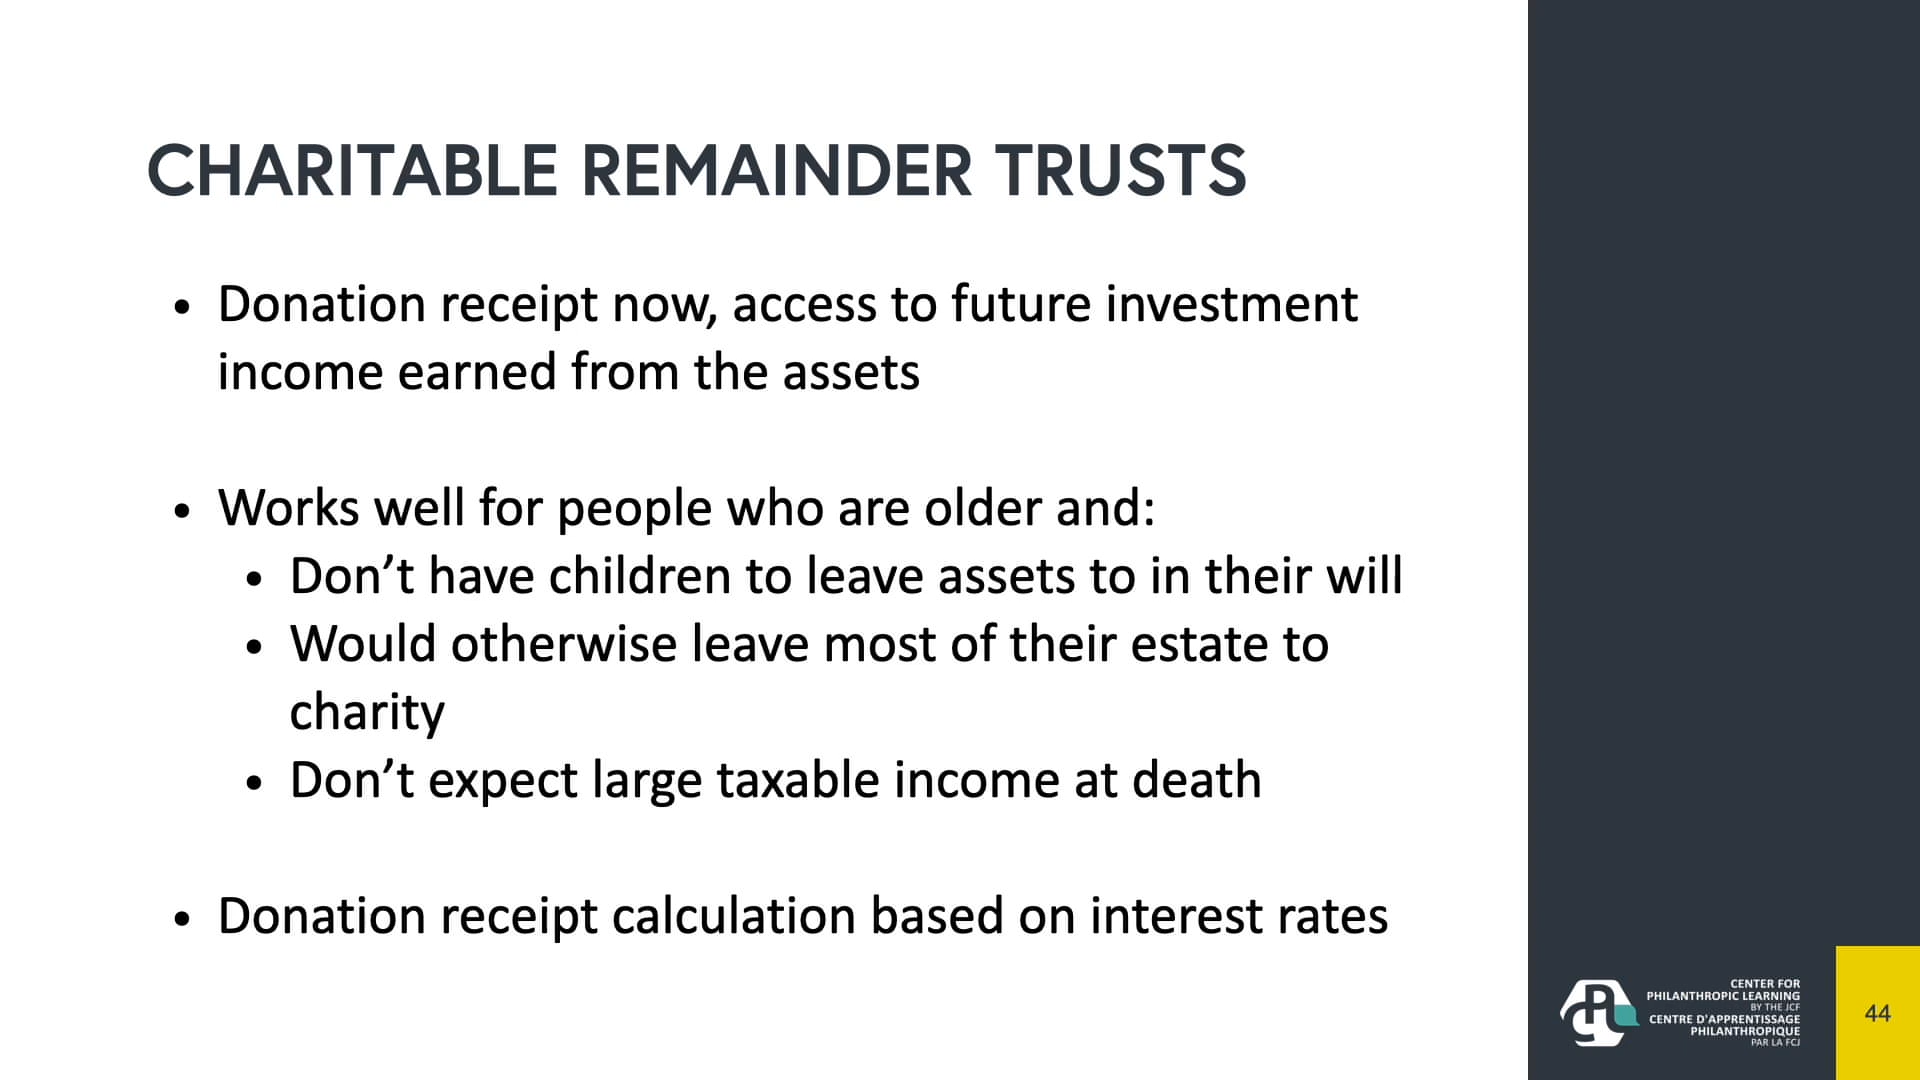 CHARITABLE REMAINDER TRUSTS
• Donation receipt now, access to future investment
income earned from the assets
• Works well for people who are older and:
• Don’t have children to leave assets to in their will
• Would otherwise leave most of their estate to
charity
• Don’t expect large taxable income at death
• Donation receipt calculation based on interest rates
CENTER FOR
PHILANTHROPIC LEARNING
BY THE JCF
CENTRE D'APPRENTISSAGE
PHILANTHROPIQUE
PAR LA FCJ
44